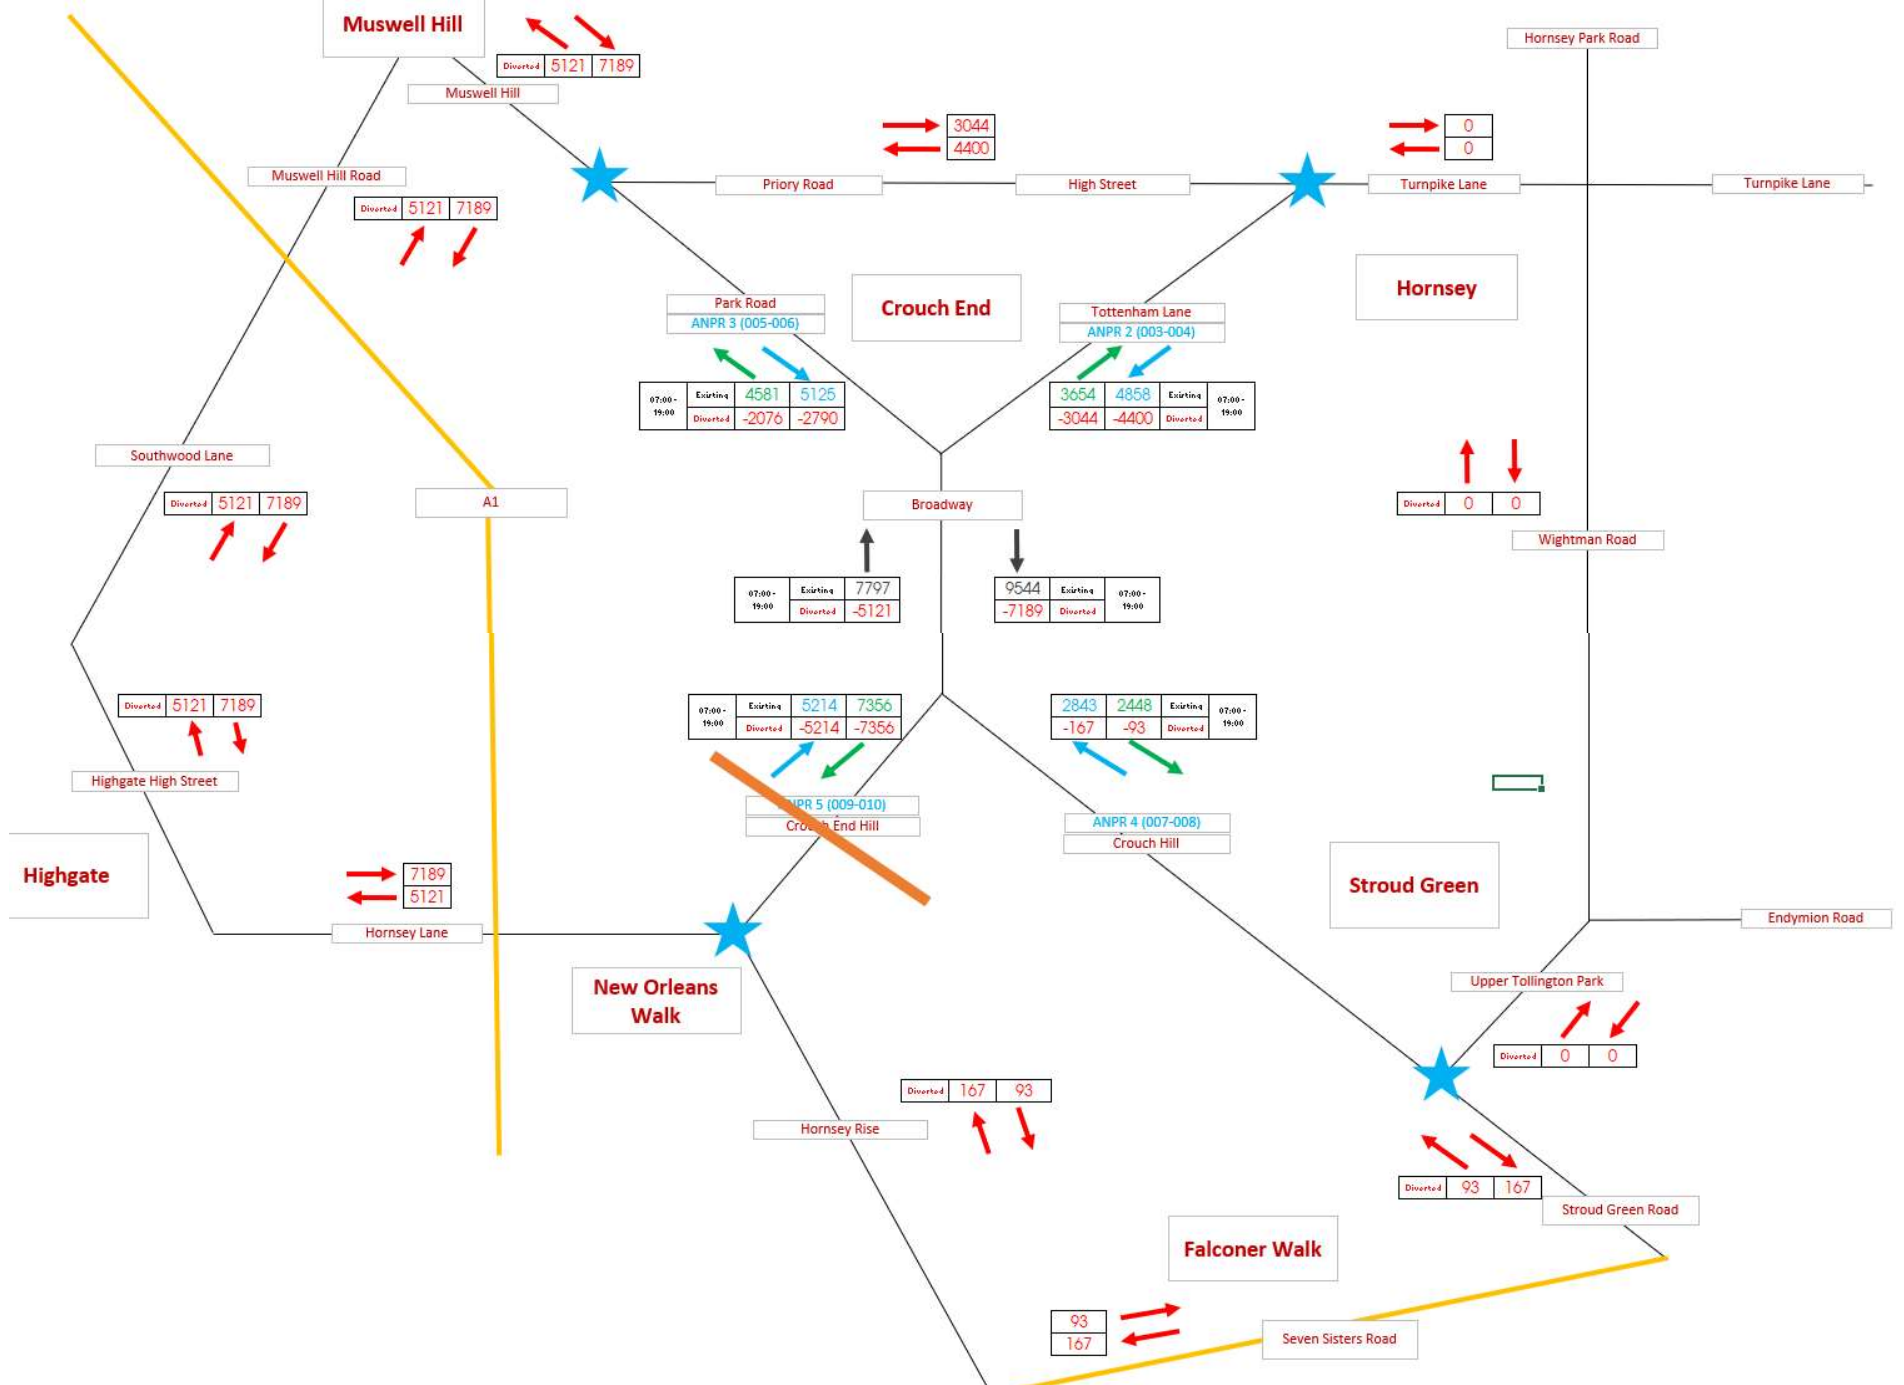 Muswell Hill
Diverted 5121 7189
Muswell Hill
Hornsey Park Road
3044
4400
0
0
Muswell Hill Road
Diverted 5121 7189
Priory Road
High Street
Turnpike Lane
Turnpike Lane
Crouch End
Hornsey
Park Road
ANPR 3 (005-006)
Tottenham Lane
ANPR 2 (003-004)
07:00 - 19:00 Existing 4581 5125
Diverted -2076 -2790
3654 4858 Existing 07:00 - 19:00
-3044 -4400 Diverted
Southwood Lane
Diverted 5121 7189
A1
Broadway
Diverted 0 0
Wightman Road
07:00 - 19:00 Existing 7797
Diverted -5121
9544 Existing 07:00 - 19:00
-7189 Diverted
Diverted 5121 7189
Highgate High Street
07:00 - 19:00 Existing 5214 7356
Diverted -5214 -7356
2843 2448 Existing 07:00 - 19:00
-167 -93 Diverted
NPR 5 (009-010)
Crouch End Hill
ANPR 4 (007-008)
Crouch Hill
Highgate
7189
5121
Hornsey Lane
Stroud Green
Endymion Road
New Orleans
Walk
Upper Tollington Park
Diverted 0 0
Diverted 167 93
Hornsey Rise
Diverted 93 167
Stroud Green Road
Falconer Walk
93
167
Seven Sisters Road